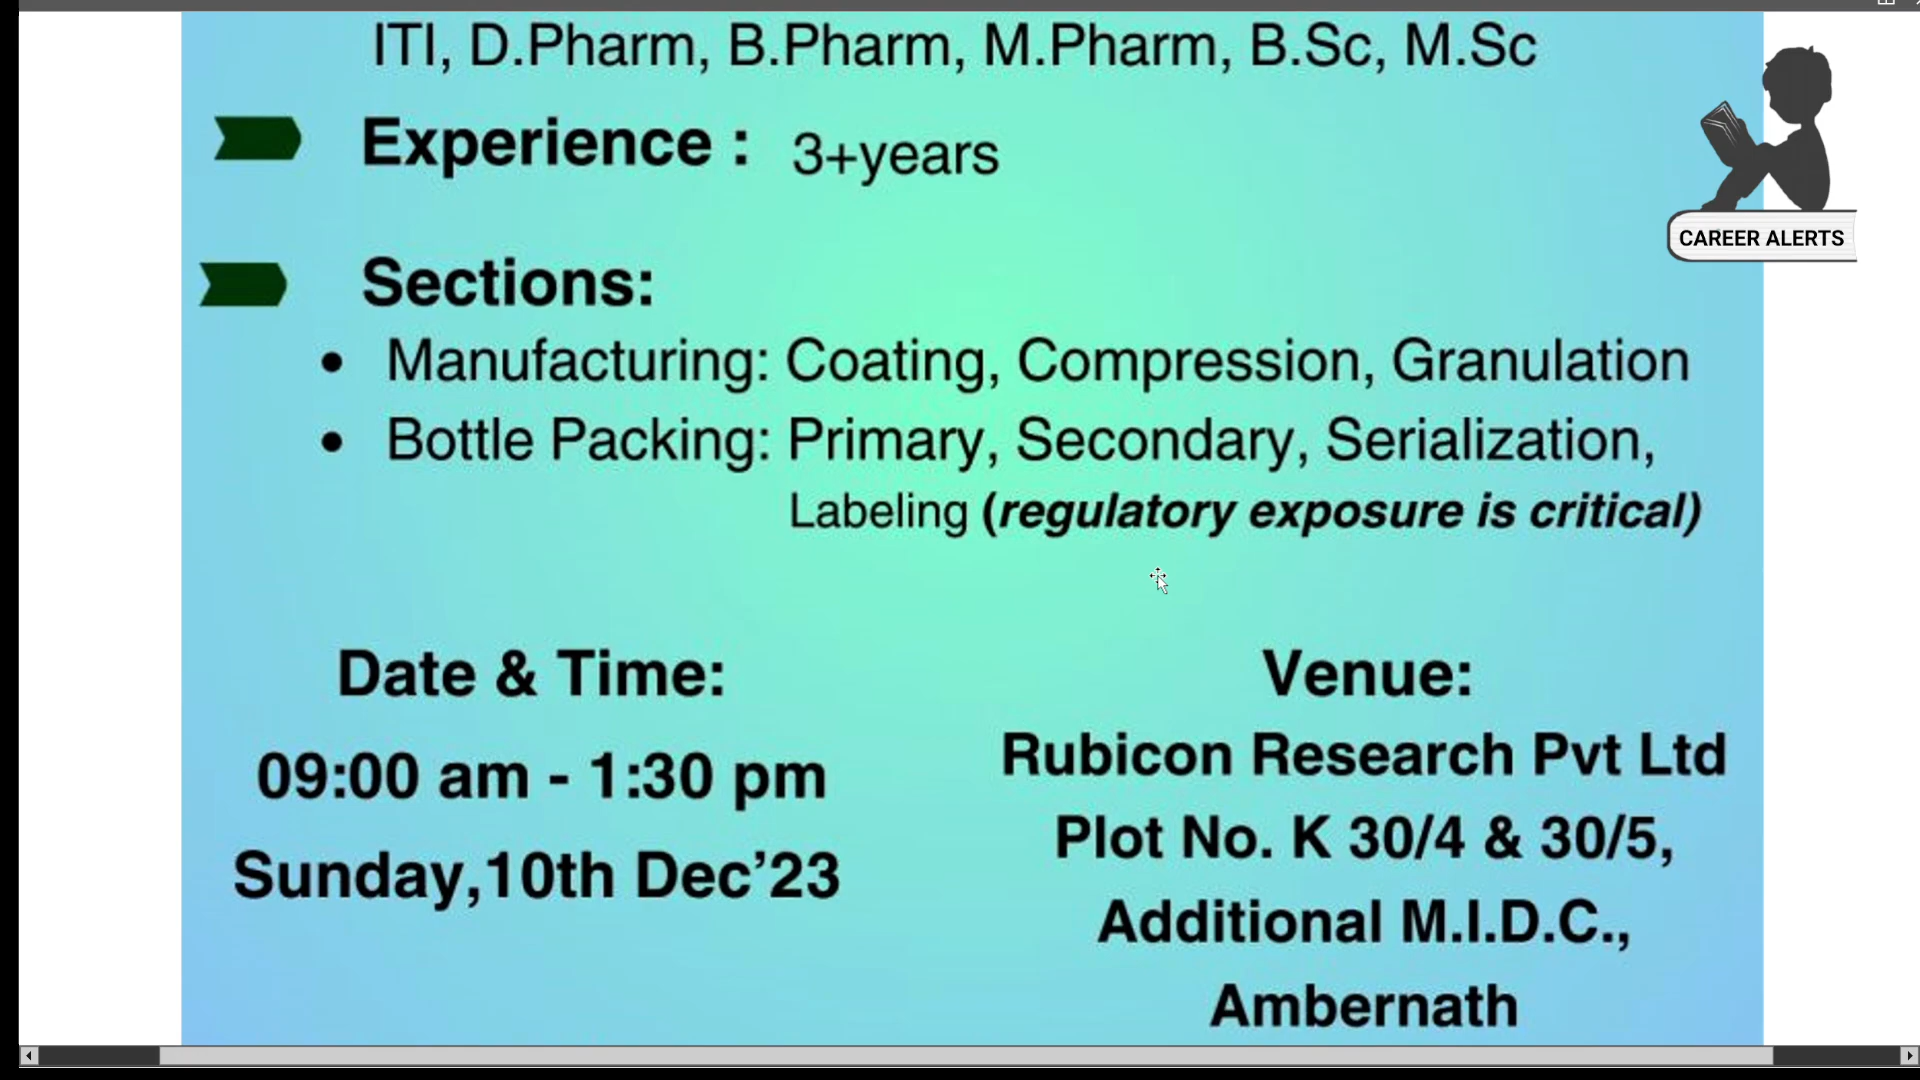 ITI, D.Pharm, B.Pharm, M.Pharm, B.Sc, M.Sc
CAREER ALERTS
Experience : 3+years
Sections:
• Manufacturing: Coating, Compression, Granulation
• Bottle Packing: Primary, Secondary, Serialization,
Labeling (regulatory exposure is critical)
Date & Time:
09:00 am - 1:30 pm
Sunday,10th Dec’23
Venue:
Rubicon Research Pvt Ltd
Plot No. K 30/4 & 30/5,
Additional M.I.D.C.,
Ambernath